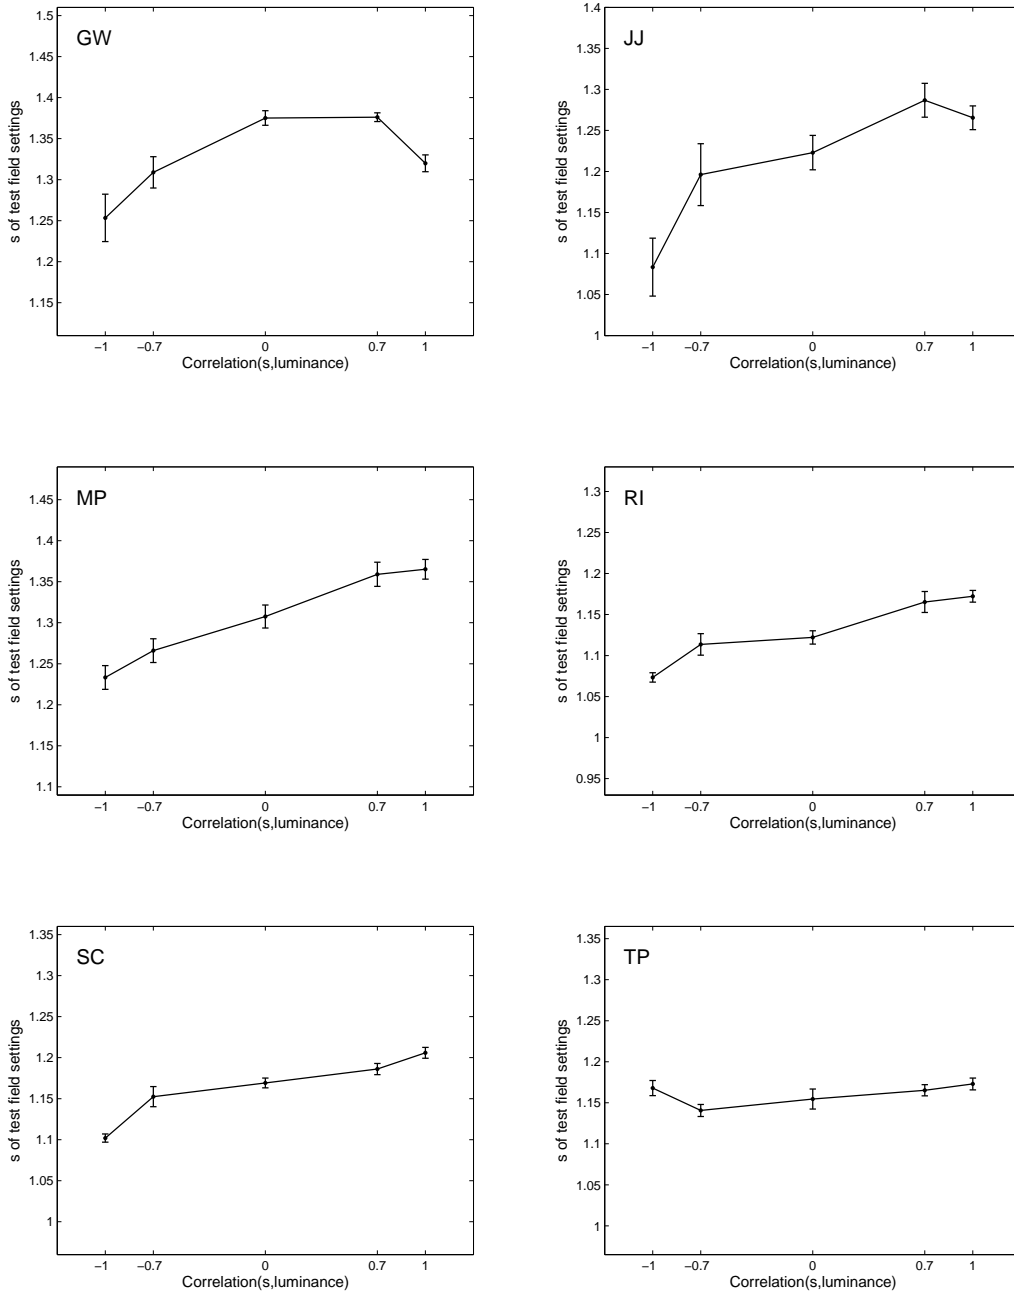 GW
s of test field settings
1.5
1.45
1.4
1.35
1.3
1.25
1.2
1.15
−1 −0.7 0 0.7 1
Correlation(s,luminance)
JJ
s of test field settings
1.4
1.35
1.3
1.25
1.2
1.15
1.1
1.05
1
−1 −0.7 0 0.7 1
Correlation(s,luminance)
MP
s of test field settings
1.45
1.4
1.35
1.3
1.25
1.2
1.15
1.1
−1 −0.7 0 0.7 1
Correlation(s,luminance)
RI
s of test field settings
1.3
1.25
1.2
1.15
1.1
1.05
1
0.95
−1 −0.7 0 0.7 1
Correlation(s,luminance)
SC
s of test field settings
1.35
1.3
1.25
1.2
1.15
1.1
1.05
1
−1 −0.7 0 0.7 1
Correlation(s,luminance)
TP
s of test field settings
1.35
1.3
1.25
1.2
1.15
1.1
1.05
1
−1 −0.7 0 0.7 1
Correlation(s,luminance)